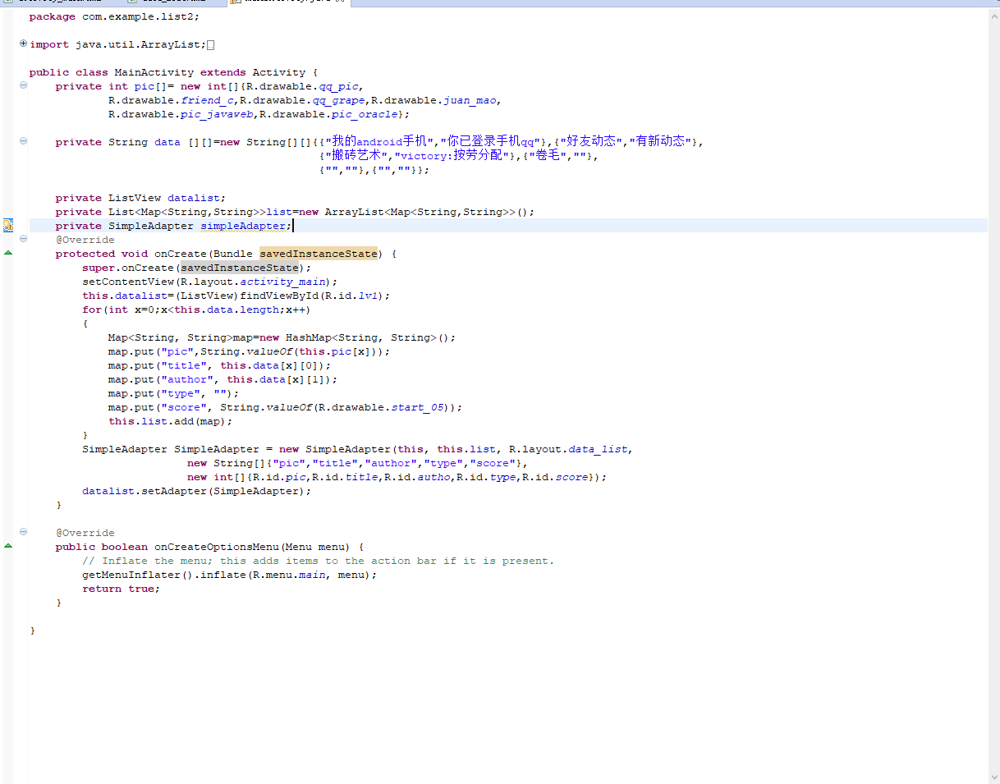 package com.example.list2;
import java.util.ArrayList;
public class MainActivity extends Activity {
private int pic[]= new int[]{R.drawable.qq_pic,
R.drawable.friend_c,R.drawable.qq_grape,R.drawable.juan_mao,
R.drawable.pic_javaweb,R.drawable.pic_oracle};
private String data [][]=new String[][]{{"我的android手机","你已登录手机qq"},{"好友动态","有新动态"},
{"搬砖艺术","victory:按劳分配"},{"卷毛",""},
{"",""},{"",""}};
private ListView datalist;
private List<Map<String,String>>list=new ArrayList<Map<String,String>>();
private SimpleAdapter simpleAdapter;
@Override
protected void onCreate(Bundle savedInstanceState) {
super.onCreate(savedInstanceState);
setContentView(R.layout.activity_main);
this.datalist=(ListView)findViewById(R.id.lv1);
for(int x=0;x<this.data.length;x++)
{
Map<String, String>map=new HashMap<String, String>();
map.put("pic",String.valueOf(this.pic[x]));
map.put("title", this.data[x][0]);
map.put("author", this.data[x][1]);
map.put("type", "");
map.put("score", String.valueOf(R.drawable.start_05));
this.list.add(map);
}
SimpleAdapter SimpleAdapter = new SimpleAdapter(this, this.list, R.layout.data_list,
new String[]{"pic","title","author","type","score"},
new int[]{R.id.pic,R.id.title,R.id.autho,R.id.type,R.id.score});
datalist.setAdapter(SimpleAdapter);
}
@Override
public boolean onCreateOptionsMenu(Menu menu) {
// Inflate the menu; this adds items to the action bar if it is present.
getMenuInflater().inflate(R.menu.main, menu);
return true;
}
}